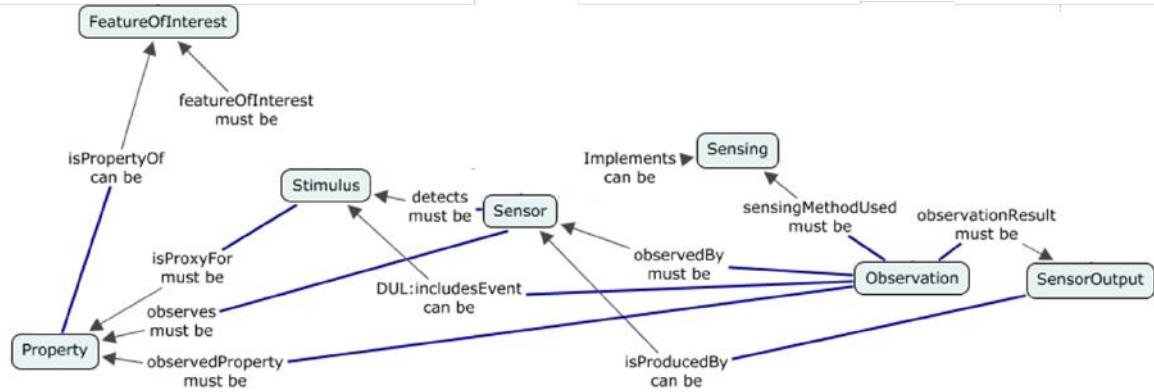 FeatureOfInterest
featureOfInterest
must be
isPropertyOf
can be
Stimulus
detects
must be
Sensor
Implements
can be
Sensing
sensingMethodUsed
must be
observationResult
must be
isProxyFor
must be
DUL:includesEvent
can be
observedBy
must be
Observation
SensorOutput
observes
must be
Property
observedProperty
must be
isProducedBy
can be